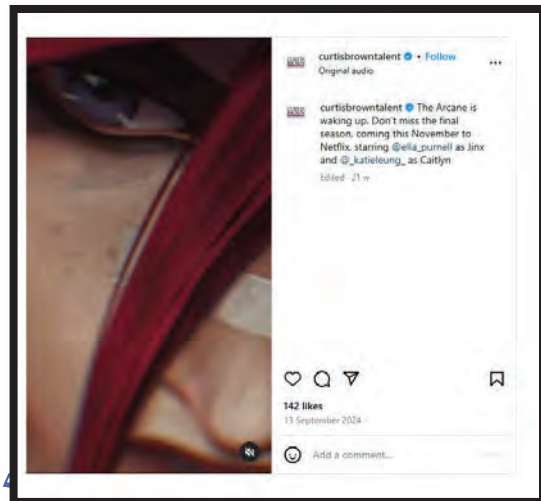 curtisbrowntalent • Follow
Original audio
curtisbrowntalent The Arcane is
waking up. Don't miss the final
season, coming this November to
Netflix, starring @ella_purnell as Jinx
and @_katieleung_ as Caitlyn
Edited · 21 w
142 likes
13 September 2024
Add a comment...